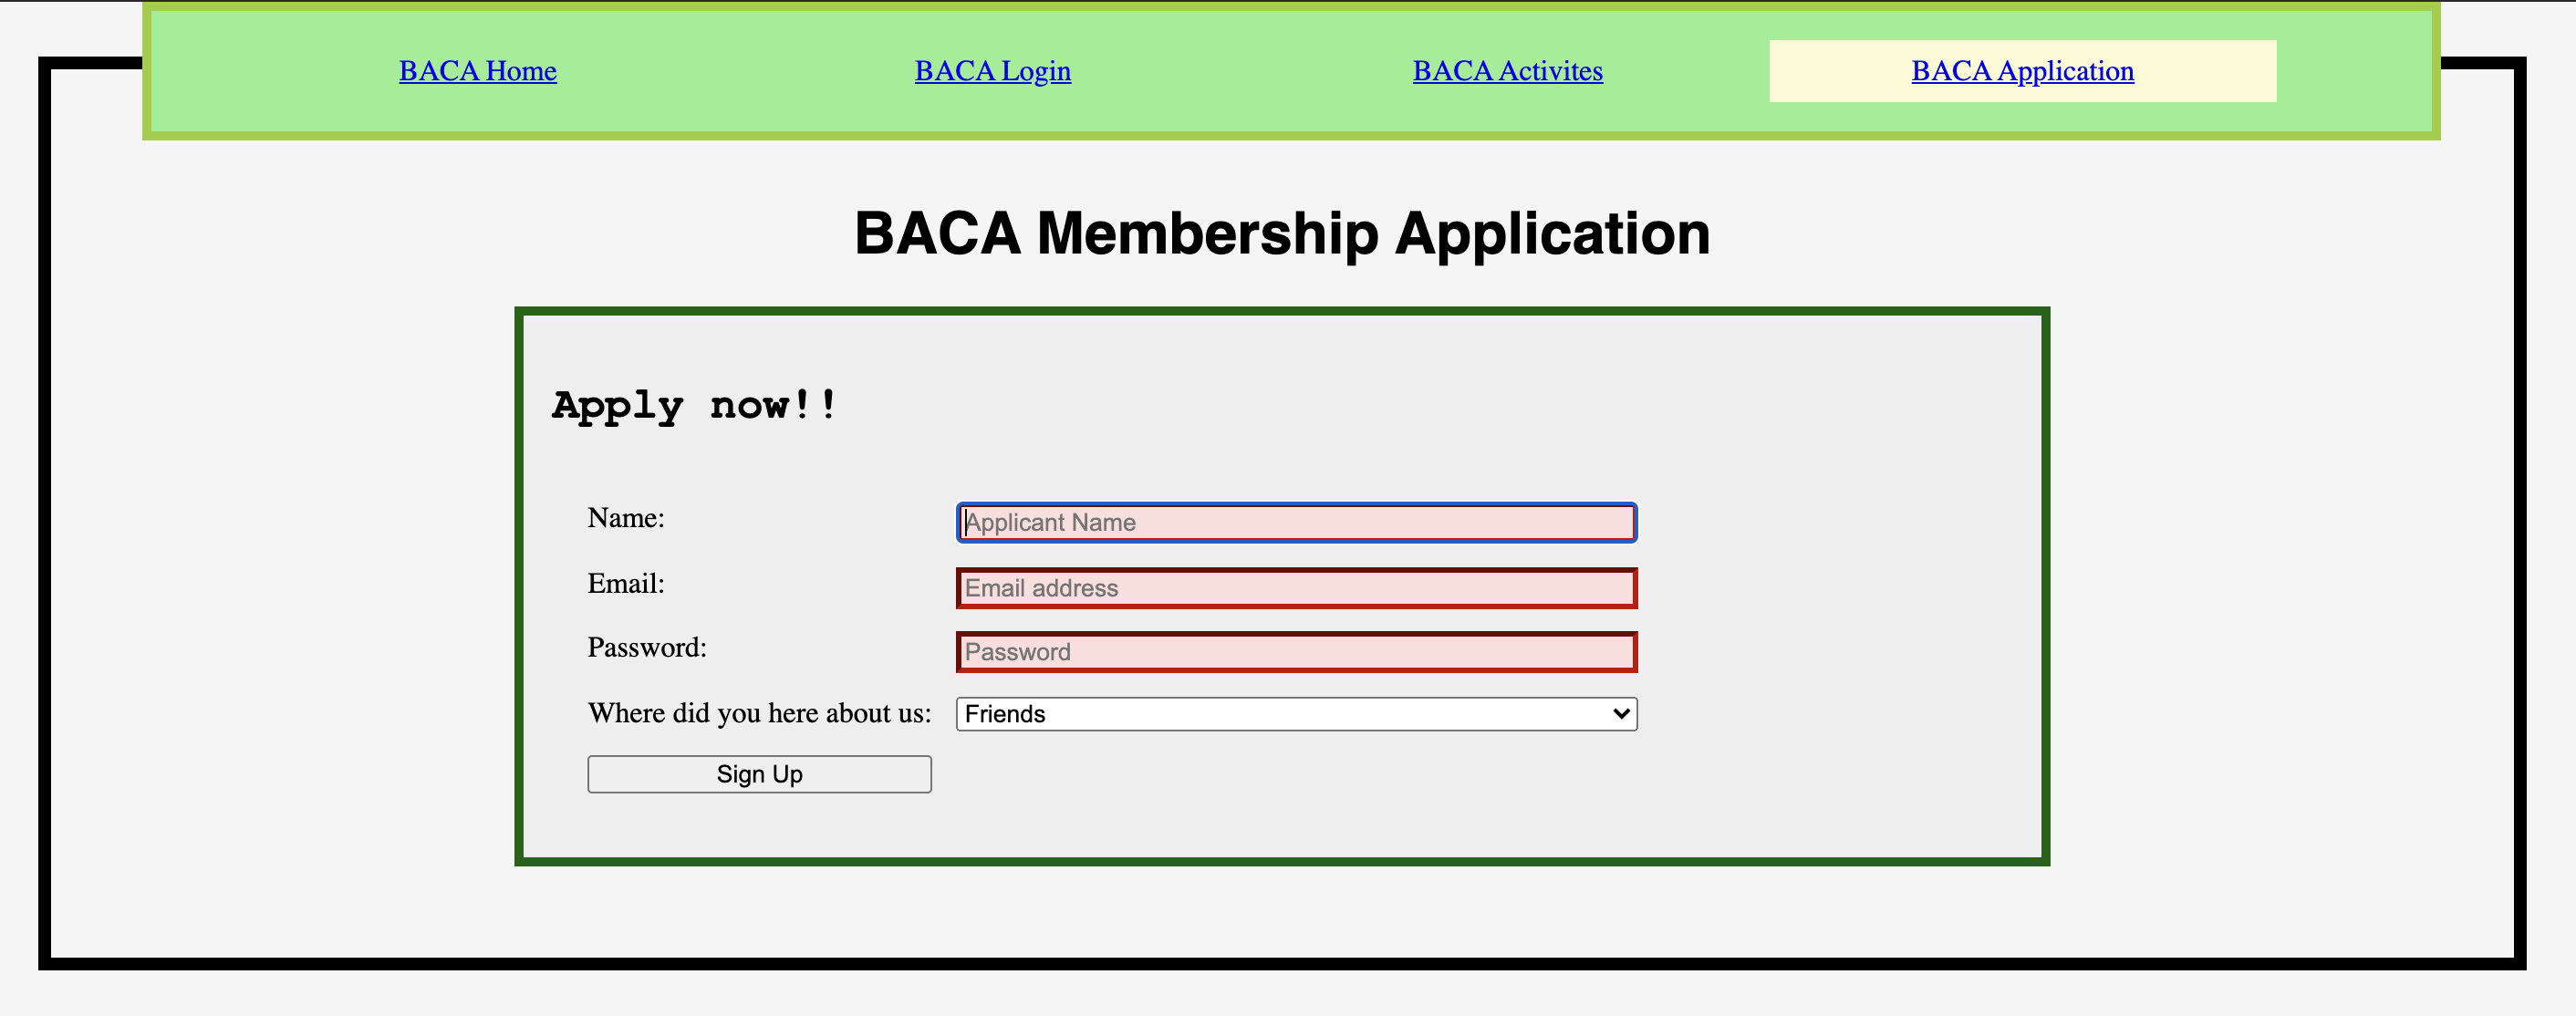 BACA Home BACA Login BACA Activites BACA Application
BACA Membership Application
Apply now!!
Name: Applicant Name
Email: Email address
Password: Password
Where did you here about us: Friends
Sign Up